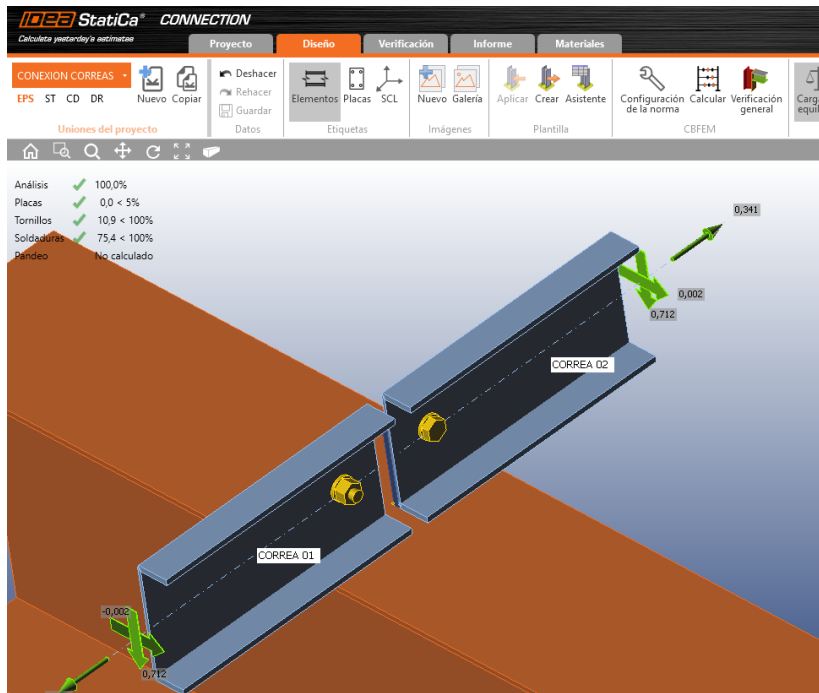 IDEA StatiCa® CONNECTION
Calculate yesterday's estimates
Proyecto Diseño Verificación Informe Materiales
CONEXION CORREAS
EPS ST CD DR
Nuevo Copiar
Uniones del proyecto
Deshacer
Rehacer
Guardar
Datos
Elementos Placas SCL
Etiquetas
Nuevo Galería
Imágenes
Aplicar Crear Asistente
Plantilla
Configuración de la norma
Calcular
Verificación general
CBFEM
Análisis 100,0%
Placas 0,0 < 5%
Tornillos 10,9 < 100%
Soldaduras 75,4 < 100%
Pandeo No calculado
0,341
0,002
0,712
CORREA 02
CORREA 01
-0,002
0,712